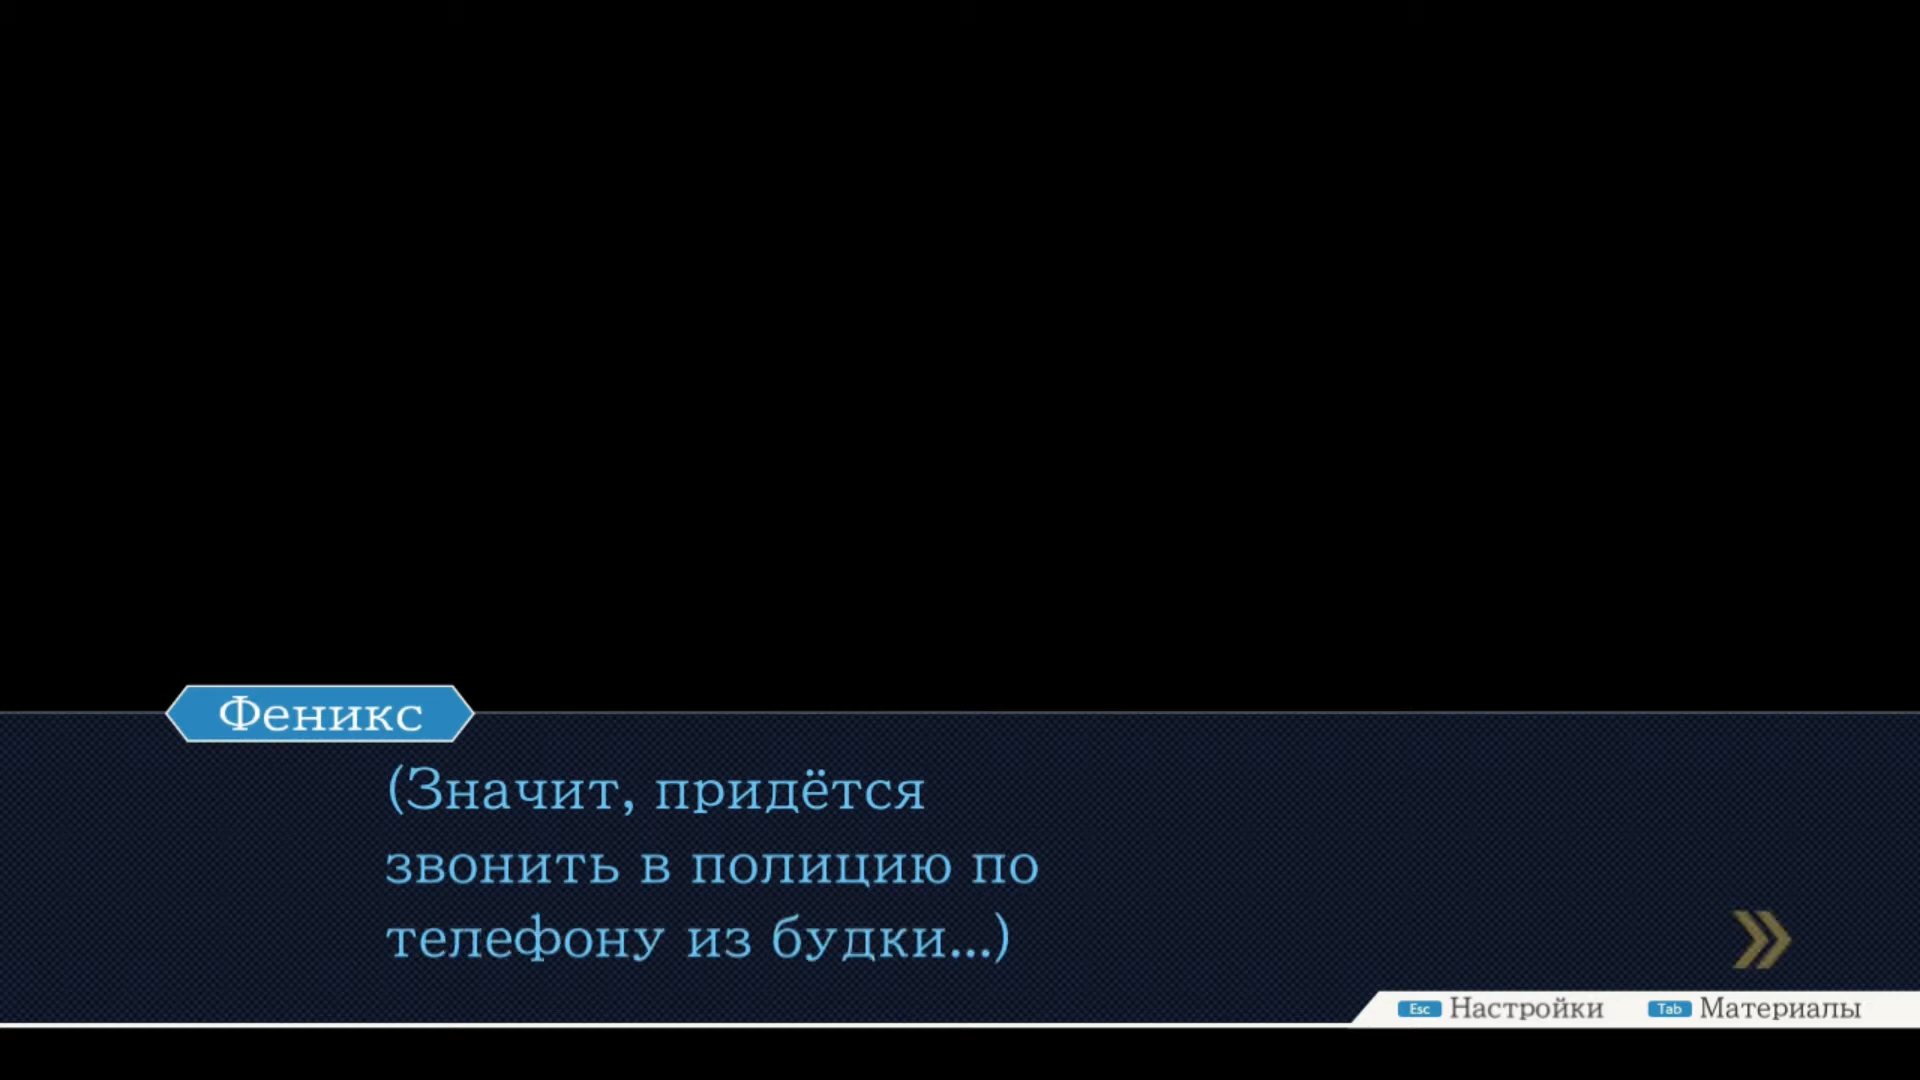 Феникс
(Значит, придётся
звонить в полицию по
телефону из будки...)
Esc Настройки Tab Материалы